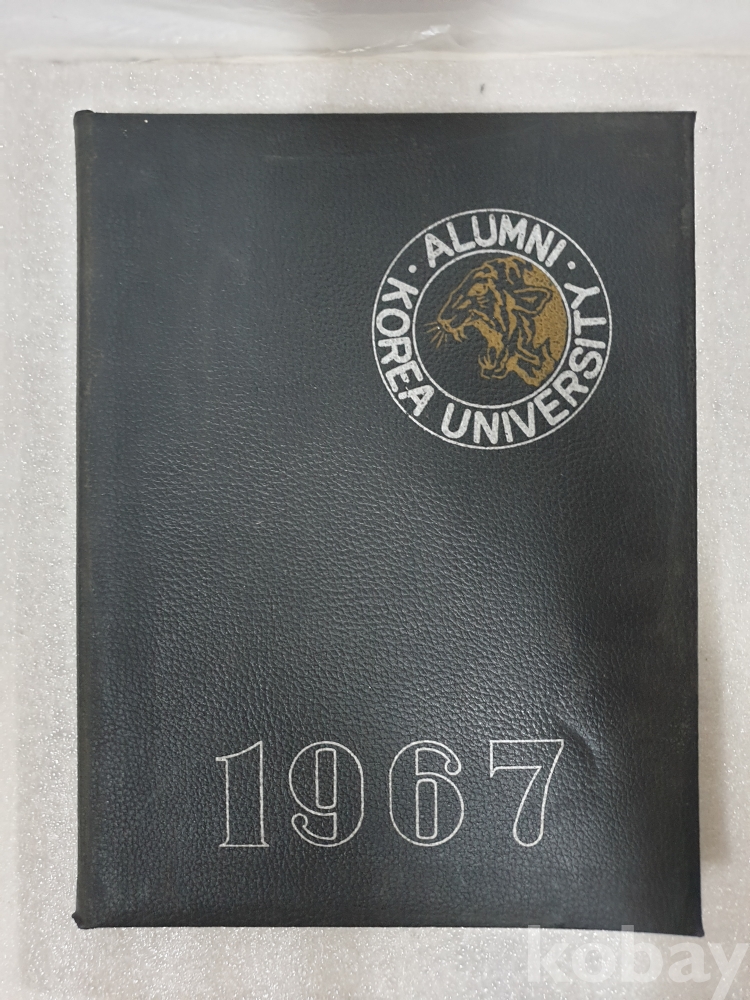 · ALUMNI ·
KOREA UNIVERSITY
1967
kobay